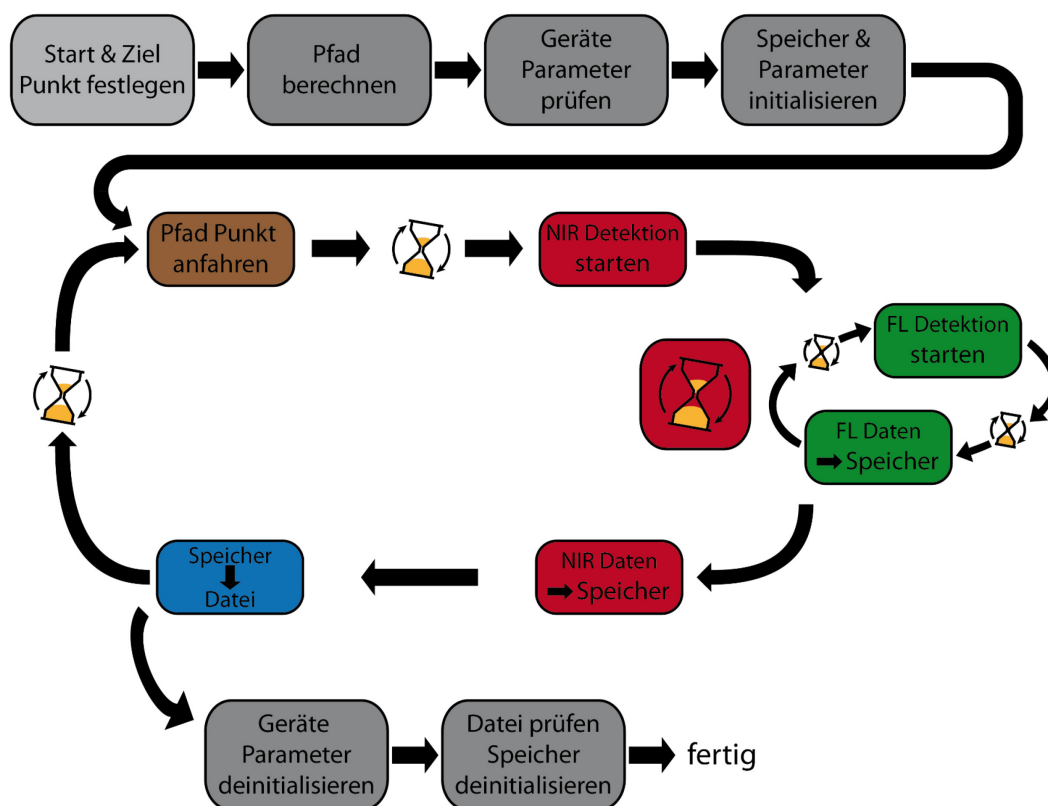 Start & Ziel
Punkt festlegen
Pfad
berechnen
Geräte
Parameter
prüfen
Speicher &
Parameter
initialisieren
Pfad Punkt
anfahren
NIR Detektion
starten
FL Detektion
starten
FL Daten
Speicher
NIR Daten
Speicher
Speicher
Datei
Geräte
Parameter
deinitialisieren
Datei prüfen
Speicher
deinitialisieren
fertig